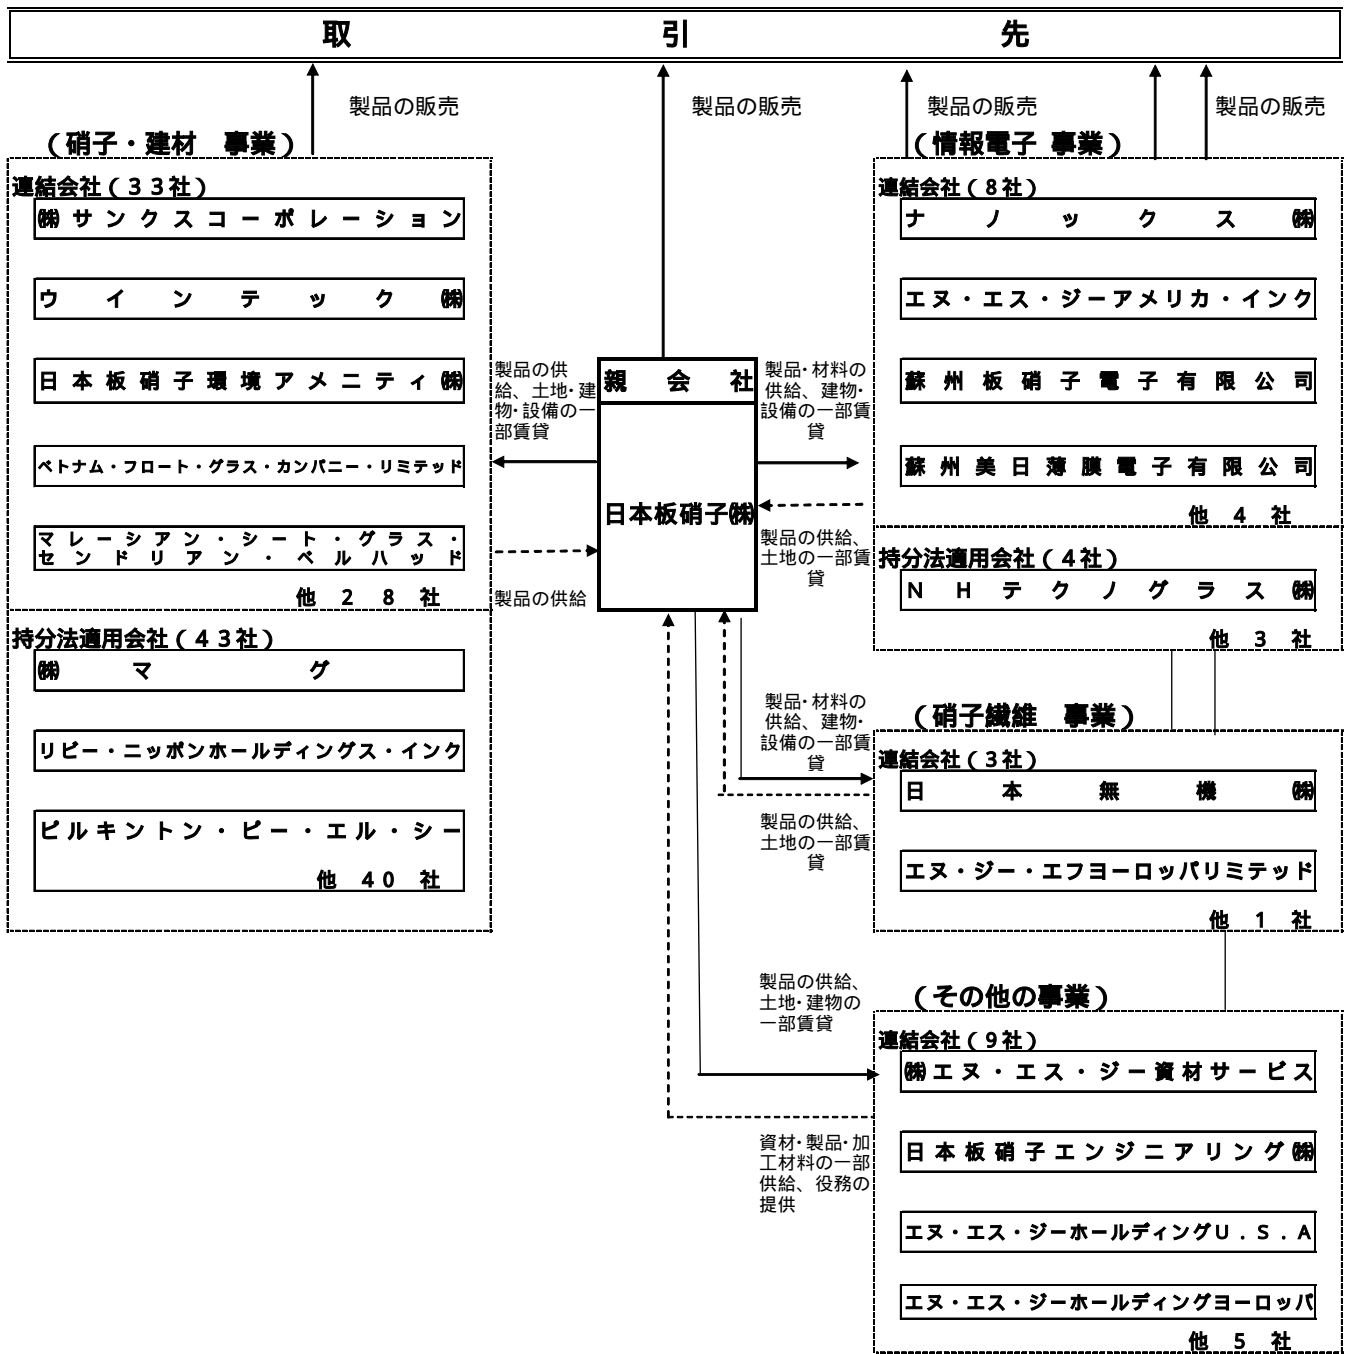 取引先
製品の販売
製品の販売
製品の販売
製品の販売
（硝子・建材　事業）
連結会社（３３社）
㈱サンクスコーポレーション
ウインテック㈱
日本板硝子環境アメニティ㈱
ベトナム・フロート・グラス・カンパニー・リミテッド
マレーシアン・シート・グラス・
センドリアン・ベルハッド
他２８社
持分法適用会社（４３社）
㈱マグ
リビー・ニッポンホールディングス・インク
ピルキントン・ピー・エル・シー
他４０社
製品の供
給、土地・建
物・設備の一
部賃貸
製品の供給
親会社
日本板硝子㈱
製品・材料の
供給、建物・
設備の一部賃
貸
製品の供給、
土地の一部賃
貸
製品・材料の
供給、建物・
設備の一部賃
貸
製品の供給、
土地の一部賃
貸
製品の供給、
土地・建物の
一部賃貸
資材・製品・加
工材料の一部
供給、役務の
提供
（情報電子　事業）
連結会社（８社）
ナノックス㈱
エヌ・エス・ジーアメリカ・インク
蘇州板硝子電子有限公司
蘇州美日薄膜電子有限公司
他４社
持分法適用会社（４社）
ＮＨテクノグラス㈱
他３社
（硝子繊維　事業）
連結会社（３社）
日本無機㈱
エヌ・ジー・エフヨーロッパリミテッド
他１社
（その他の事業）
連結会社（９社）
㈱エヌ・エス・ジー資材サービス
日本板硝子エンジニアリング㈱
エヌ・エス・ジーホールディングＵ．Ｓ．Ａ
エヌ・エス・ジーホールディングヨーロッパ
他５社